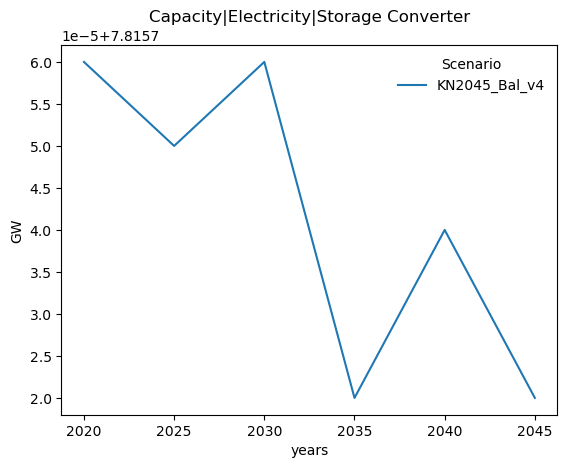 Capacity|Electricity|Storage Converter
1e−5+7.8157
6.0
5.5
5.0
4.5
4.0
3.5
3.0
2.5
2.0
GW
Scenario
KN2045_Bal_v4
2020 2025 2030 2035 2040 2045
years